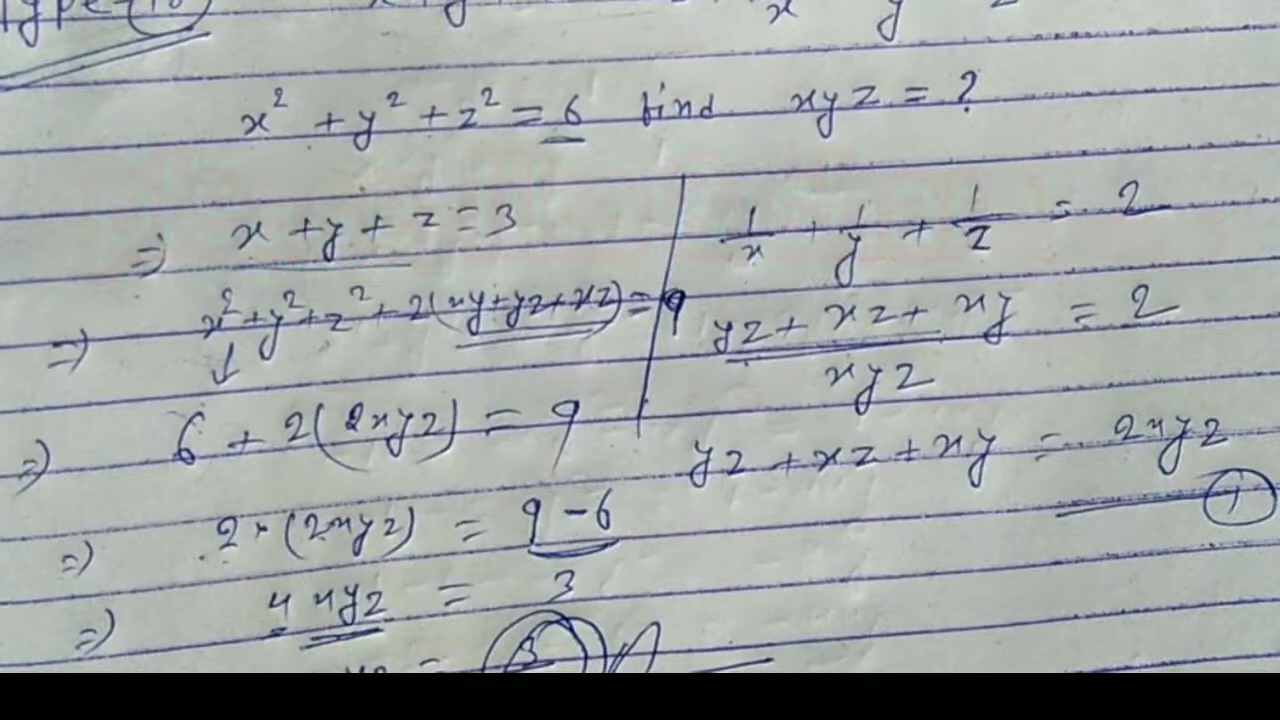 x² + y² + z² = 6 find xyz = ?
⇒ x + y + z = 3
⇒ x² + y² + z² + 2(xy + yz + xz) = 9
↓
⇒ 6 + 2(2xyz) = 9
⇒ 2 × (2xyz) = 9 - 6
⇒ 4 xyz = 3
1/x + 1/y + 1/z = 2
yz + xz + xy / xyz = 2
yz + xz + xy = 2xyz
①